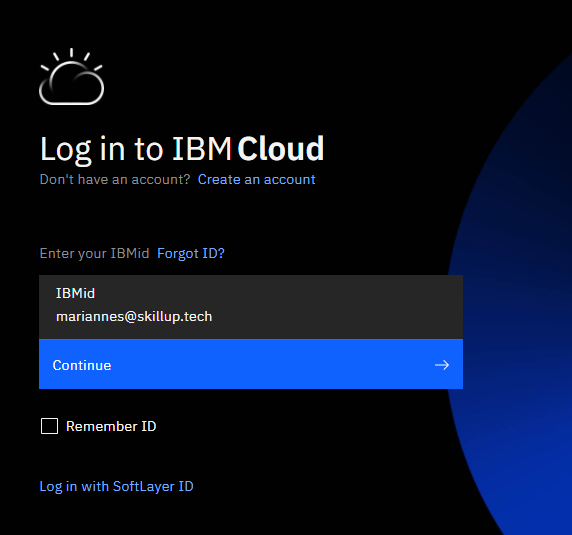 Log in to IBM Cloud
Don't have an account? Create an account
Enter your IBMid Forgot ID?
IBMid
mariannes@skillup.tech
Continue
Remember ID
Log in with SoftLayer ID